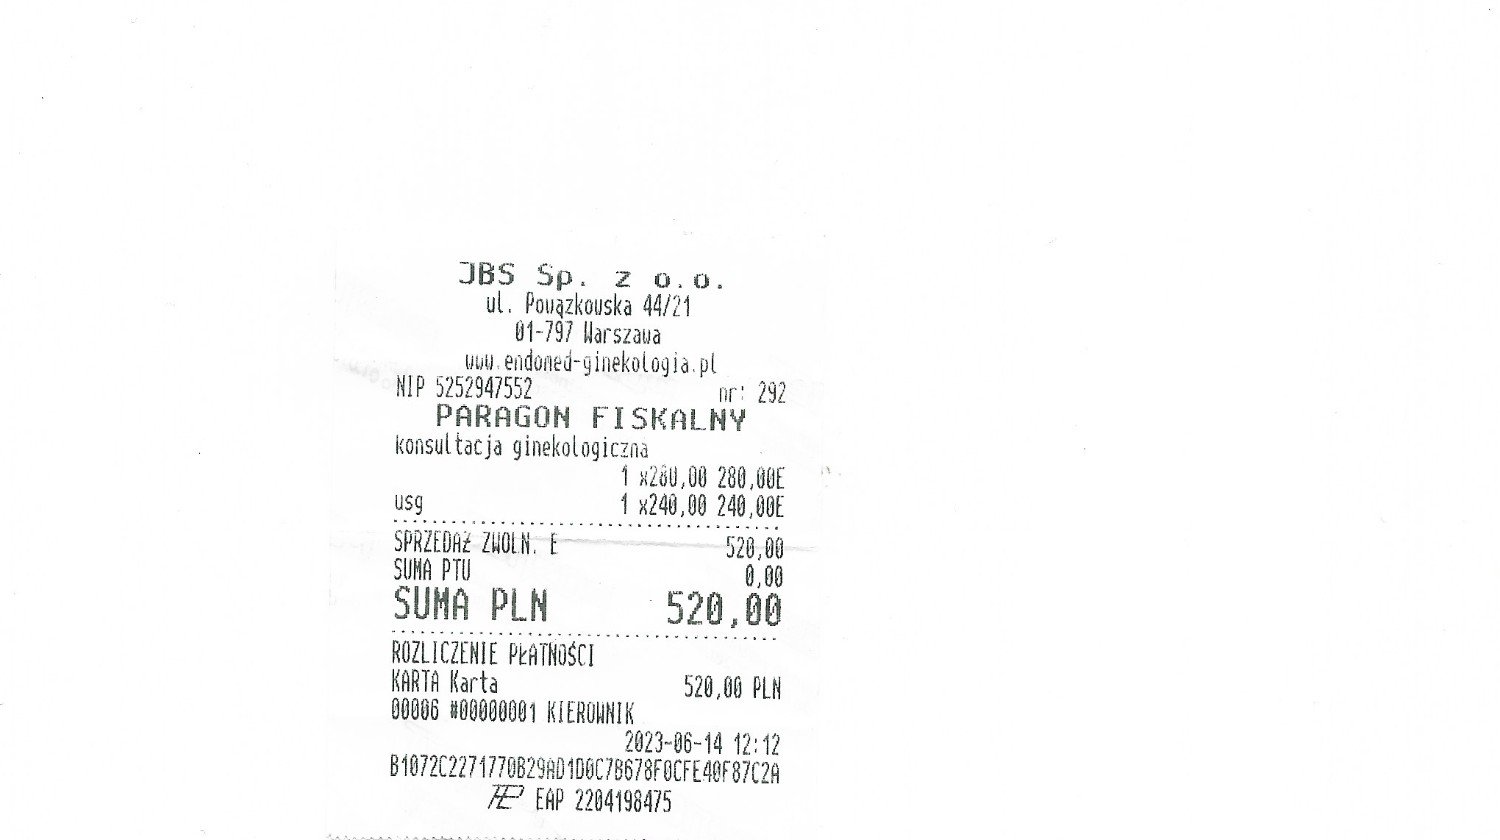 JBS Sp. z o.o.
ul. Powązkowska 44/21
01-797 Warszawa
www.endomed-ginekologia.pl
NIP 5252947552 nr: 292
PARAGON FISKALNY
konsultacja ginekologiczna
1 x280,00 280,00E
usg 1 x240,00 240,00E
SPRZEDAŻ ZWOLN. E 520,00
SUMA PTU 0,00
SUMA PLN 520,00
ROZLICZENIE PŁATNOŚCI
KARTA Karta 520,00 PLN
00006 #00000001 KIEROWNIK
2023-06-14 12:12
B1072C2271770B29AD1D0C7B678F0CFE40F87C2A
EAP 2204198475